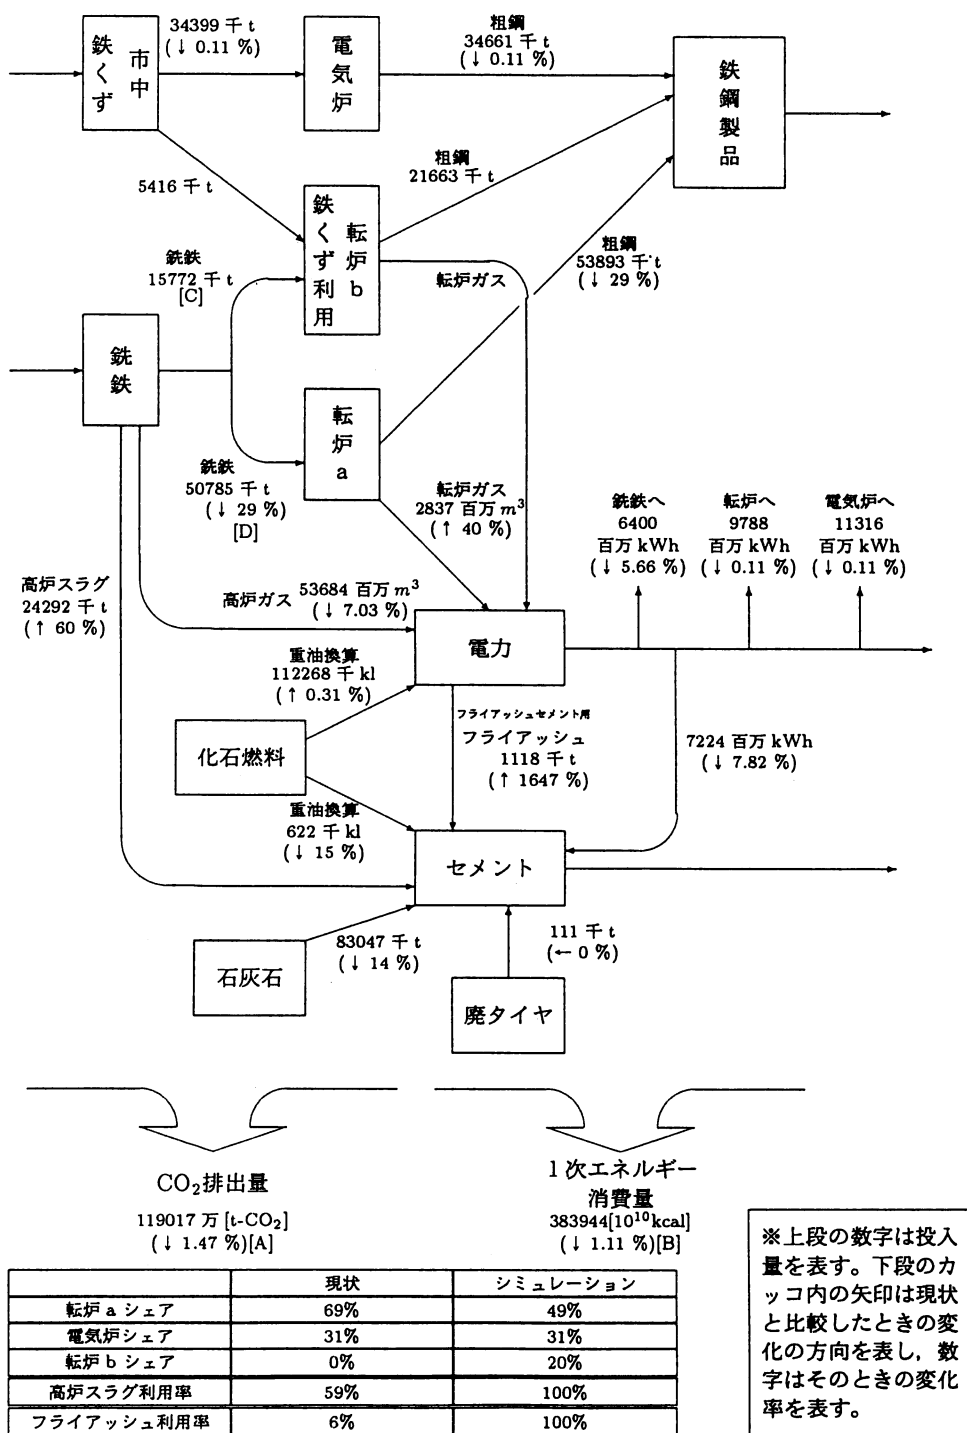 34399 千 t
(↓ 0.11 %)
鉄くず
市中
電気炉
粗鋼
34661 千 t
(↓ 0.11 %)
鉄鋼製品
5416 千 t
鉄くず利用
転炉 b
粗鋼
21663 千 t
粗鋼
53893 千 t
(↓ 29 %)
転炉ガス
銑鉄
15772 千 t
[C]
銑鉄
転炉 a
銑鉄
50785 千 t
(↓ 29 %)
[D]
転炉ガス
2837 百万 m³
(↑ 40 %)
銑鉄へ
6400
百万 kWh
(↓ 5.66 %)
転炉へ
9788
百万 kWh
(↓ 0.11 %)
電気炉へ
11316
百万 kWh
(↓ 0.11 %)
高炉スラグ
24292 千 t
(↑ 60 %)
高炉ガス 53684 百万 m³
(↓ 7.03 %)
電力
重油換算
112268 千 kl
(↑ 0.31 %)
化石燃料
フライアッシュセメント用
フライアッシュ
1118 千 t
(↑ 1647 %)
7224 百万 kWh
(↓ 7.82 %)
重油換算
622 千 kl
(↓ 15 %)
セメント
石灰石
83047 千 t
(↓ 14 %)
111 千 t
(← 0 %)
廃タイヤ
CO₂排出量
119017 万 [t-CO₂]
(↓ 1.47 %)[A]
1 次エネルギー
消費量
383944[10¹⁰kcal]
(↓ 1.11 %)[B]
現状 シミュレーション
転炉 a シェア 69% 49%
電気炉シェア 31% 31%
転炉 b シェア 0% 20%
高炉スラグ利用率 59% 100%
フライアッシュ利用率 6% 100%
※上段の数字は投入
量を表す。下段のカ
ッコ内の矢印は現状
と比較したときの変
化の方向を表し，数
字はそのときの変化
率を表す。